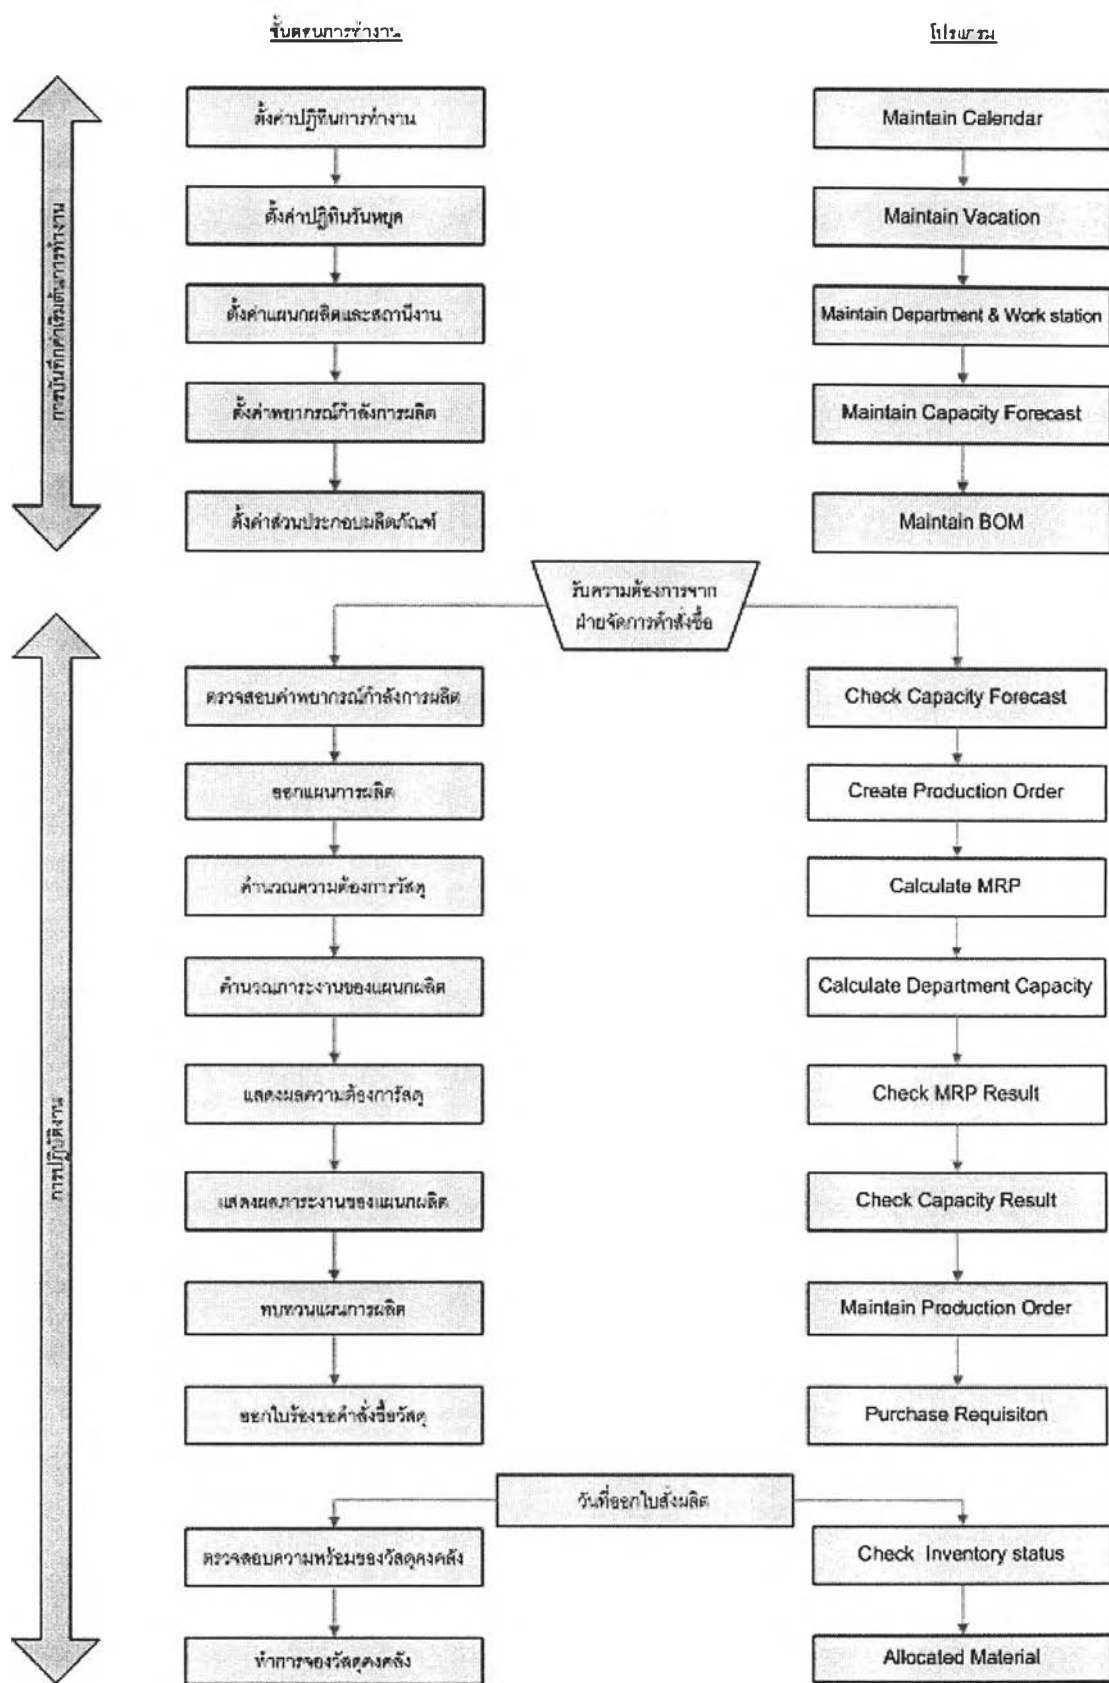 ขั้นตอนการทำงาน
โปรแกรม
ตั้งค่าปฏิทินการทำงาน
Maintain Calendar
ตั้งค่าปฏิทินวันหยุด
Maintain Vacation
ตั้งค่าแผนกผลิตและสถานีงาน
Maintain Department & Work station
ตั้งค่าพยากรณ์กำลังการผลิต
Maintain Capacity Forecast
ตั้งค่าส่วนประกอบผลิตภัณฑ์
Maintain BOM
การบันทึกค่าเริ่มต้นการทำงาน
รับความต้องการจาก
ฝ่ายจัดการคำสั่งซื้อ
ตรวจสอบค่าพยากรณ์กำลังการผลิต
Check Capacity Forecast
ออกแผนการผลิต
Create Production Order
คำนวณความต้องการวัสดุ
Calculate MRP
คำนวณภาระงานของแผนกผลิต
Calculate Department Capacity
แสดงผลความต้องการัสดุ
Check MRP Result
แสดงผลภาระงานของแผนกผลิต
Check Capacity Result
ทบทวนแผนการผลิต
Maintain Production Order
ออกใบร้องขอคำสั่งซื้อวัสดุ
Purchase Requisiton
การปฏิบัติงาน
วันที่ออกใบสั่งผลิต
ตรวจสอบความพร้อมของวัสดุคงคลัง
Check Inventory status
ทำการจองวัสดุคงคลัง
Allocated Material